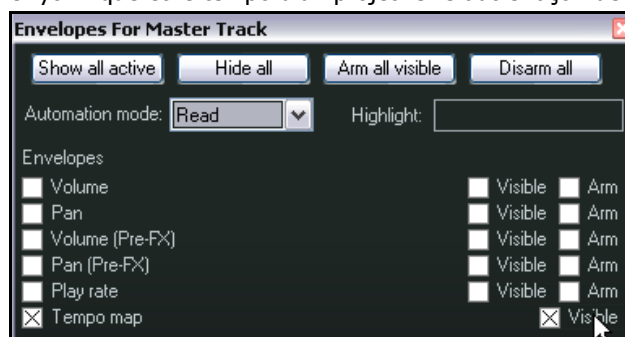 Envelopes For Master Track
Show all active Hide all Arm all visible Disarm all
Automation mode: Read Highlight:
Envelopes
Volume Visible Arm
Pan Visible Arm
Volume (Pre-FX) Visible Arm
Pan (Pre-FX) Visible Arm
Play rate Visible Arm
Tempo map Visible